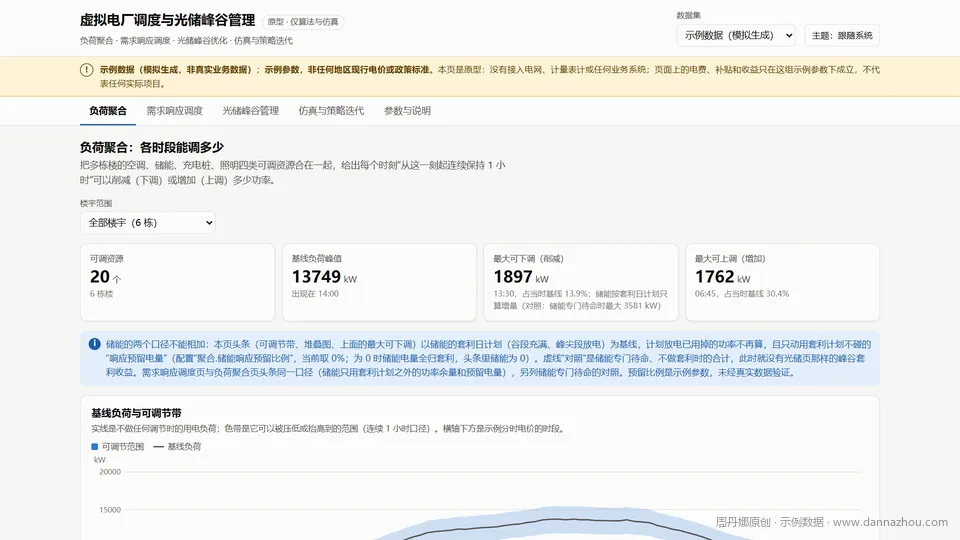 虚拟电厂调度与光储峰谷管理
原型 · 仅算法与仿真
负荷聚合 · 需求响应调度 · 光储峰谷优化 · 仿真与策略迭代
数据集
示例数据（模拟生成）
主题：跟随系统
示例数据（模拟生成，非真实业务数据）；示例参数，非任何地区现行电价或政策标准。本页是原型：没有接入电网、计量表计或任何业务系统；页面上的电费、补贴和收益只在这组示例参数下成立，不代
表任何实际项目。
负荷聚合
需求响应调度
光储峰谷管理
仿真与策略迭代
参数与说明
负荷聚合：各时段能调多少
把多栋楼的空调、储能、充电桩、照明四类可调资源合在一起，给出每个时刻“从这一刻起连续保持 1 小
时”可以削减（下调）或增加（上调）多少功率。
楼宇范围
全部楼宇（6 栋）
可调资源
20 个
6 栋楼
基线负荷峰值
13749 kW
出现在 14:00
最大可下调（削减）
1897 kW
13:30，占当时基线 13.9%；储能按套利日计划只
算增量（对照：储能专门待命时最大 3581 kW）
最大可上调（增加）
1762 kW
06:45，占当时基线 30.4%
储能的两个口径不能相加：本页头条（可调节带、堆叠图、上面的最大可下调）以储能的套利日计划（谷段充满、峰尖段放电）为基线，计划放电已用掉的功率不再算，且只动用套利计划不碰的
“响应预留电量”（配置“聚合.储能响应预留比例”，当前取 0%；为 0 时储能电量全归套利，头条里储能为 0）。虚线“对照”是储能专门待命、不做套利时的合计，此时就没有光储页那样的峰谷套
利收益。需求响应调度页与负荷聚合页头条同一口径（储能只用套利计划之外的功率余量和预留电量），另列储能专门待命的对照。预留比例是示例参数，未经真实数据验证。
基线负荷与可调节带
实线是不做任何调节时的用电负荷；色带是它可以被压低或抬高到的范围（连续 1 小时口径）。横轴下方是示例分时电价的时段。
可调节范围
基线负荷
kW
20000
15000
周丹娜原创 · 示例数据 · www.dannazhou.com